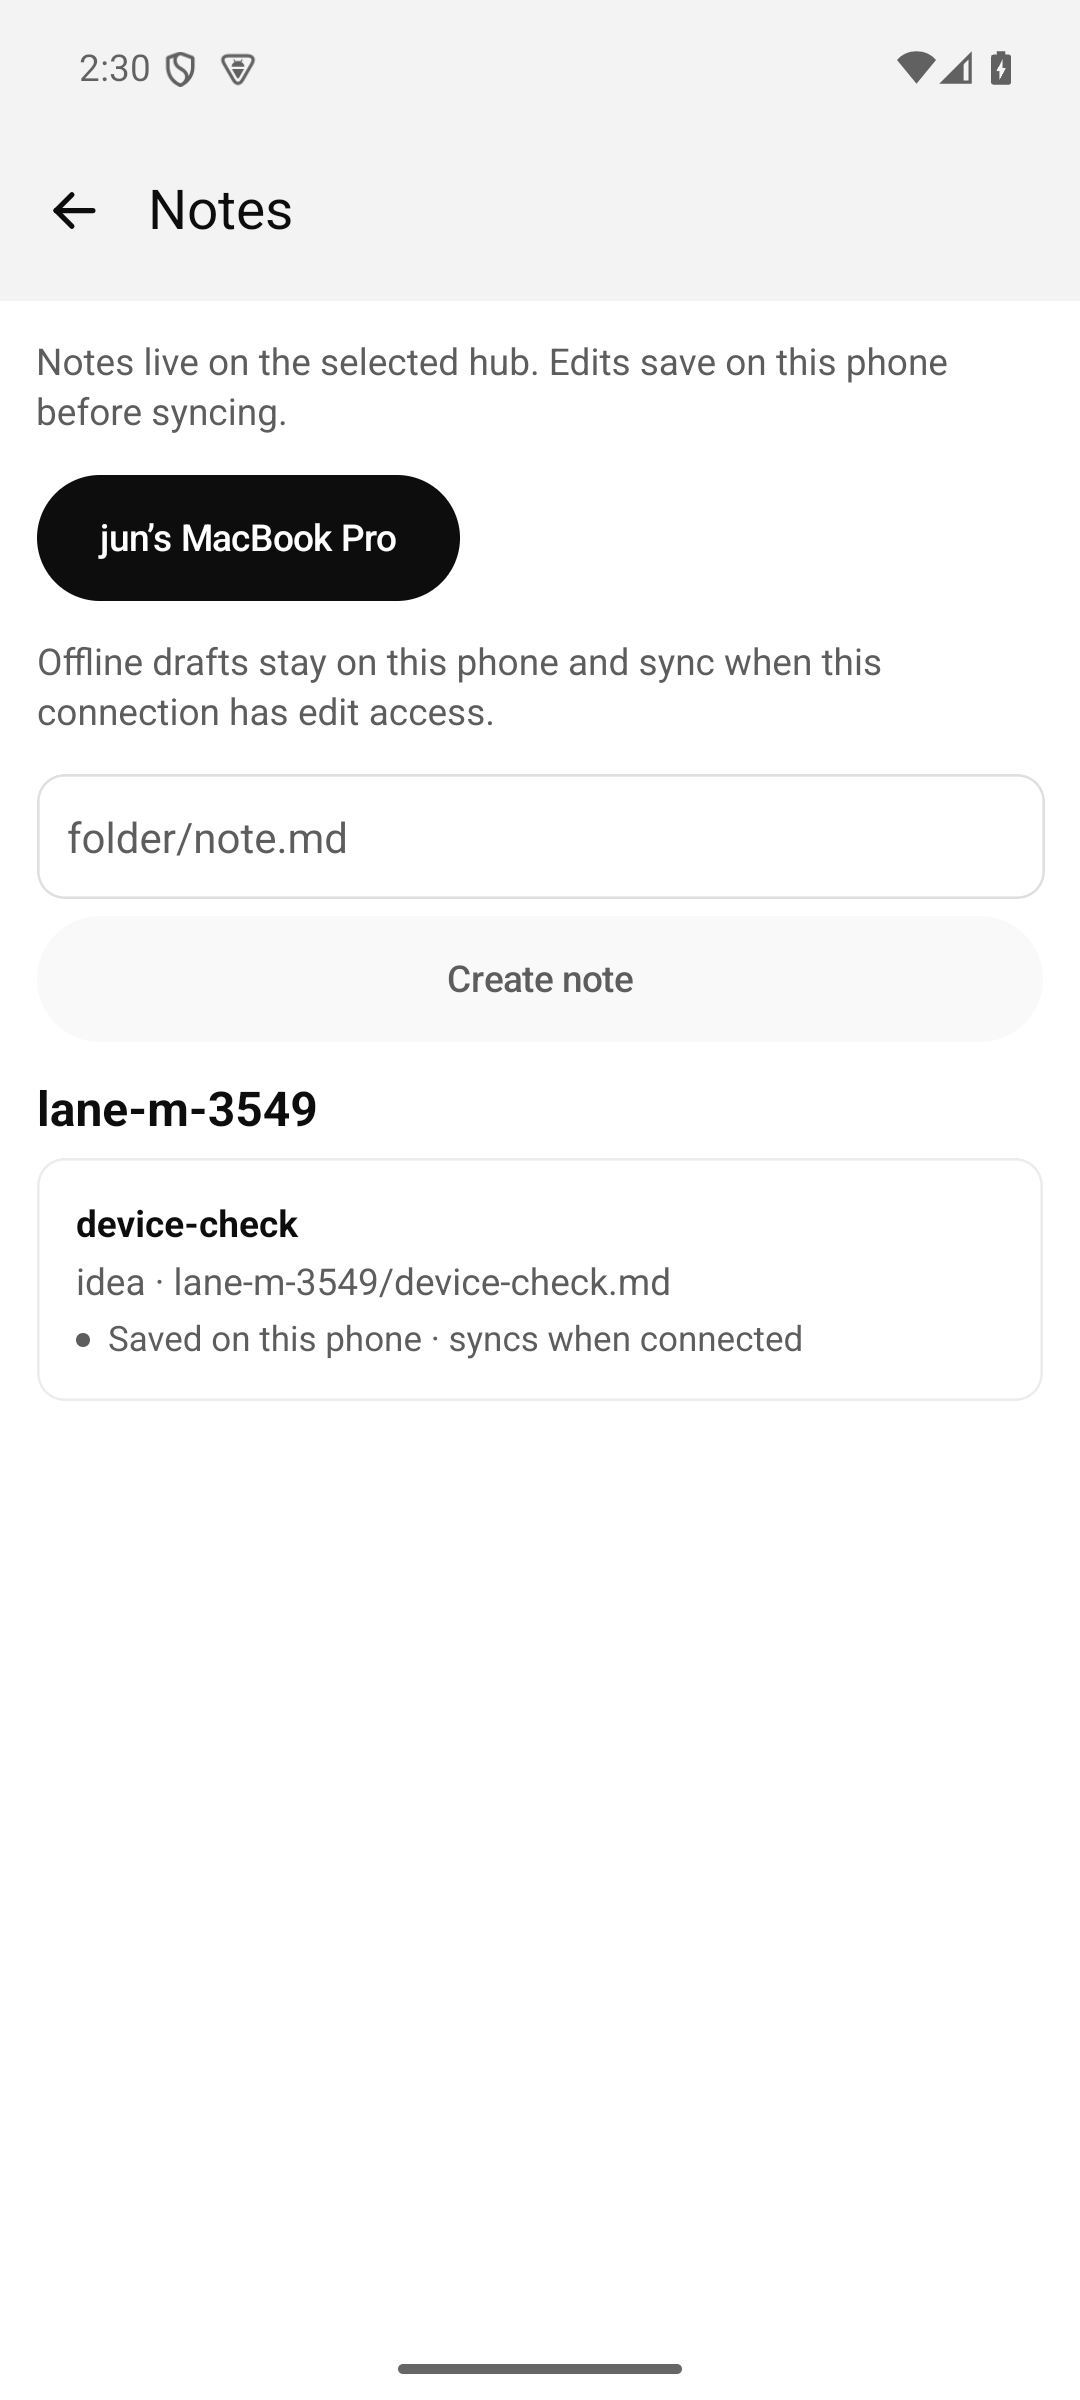 2:30
Notes
Notes live on the selected hub. Edits save on this phone
before syncing.
jun’s MacBook Pro
Offline drafts stay on this phone and sync when this
connection has edit access.
folder/note.md
Create note
lane-m-3549
device-check
idea · lane-m-3549/device-check.md
Saved on this phone · syncs when connected